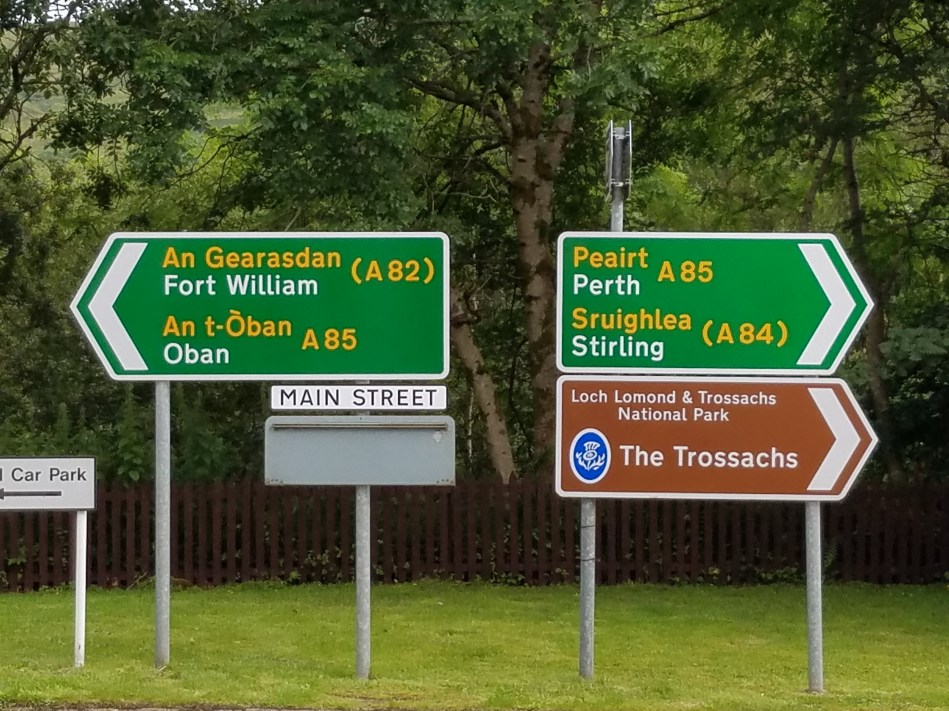 An Gearasdan (A82)
Fort William
An t-Òban A85
Oban
MAIN STREET
Car Park
Peairt A85
Perth
Sruighlea (A84)
Stirling
Loch Lomond & Trossachs
National Park
The Trossachs